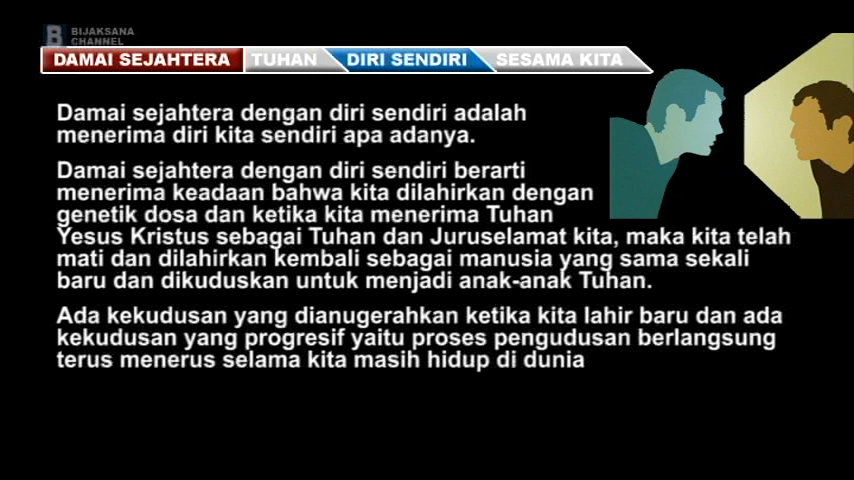 BIJAKSANA
CHANNEL
DAMAI SEJAHTERA TUHAN DIRI SENDIRI SESAMA KITA
Damai sejahtera dengan diri sendiri adalah
menerima diri kita sendiri apa adanya.
Damai sejahtera dengan diri sendiri berarti
menerima keadaan bahwa kita dilahirkan dengan
genetik dosa dan ketika kita menerima Tuhan
Yesus Kristus sebagai Tuhan dan Juruselamat kita, maka kita telah
mati dan dilahirkan kembali sebagai manusia yang sama sekali
baru dan dikuduskan untuk menjadi anak-anak Tuhan.
Ada kekudusan yang dianugerahkan ketika kita lahir baru dan ada
kekudusan yang progresif yaitu proses pengudusan berlangsung
terus menerus selama kita masih hidup di dunia